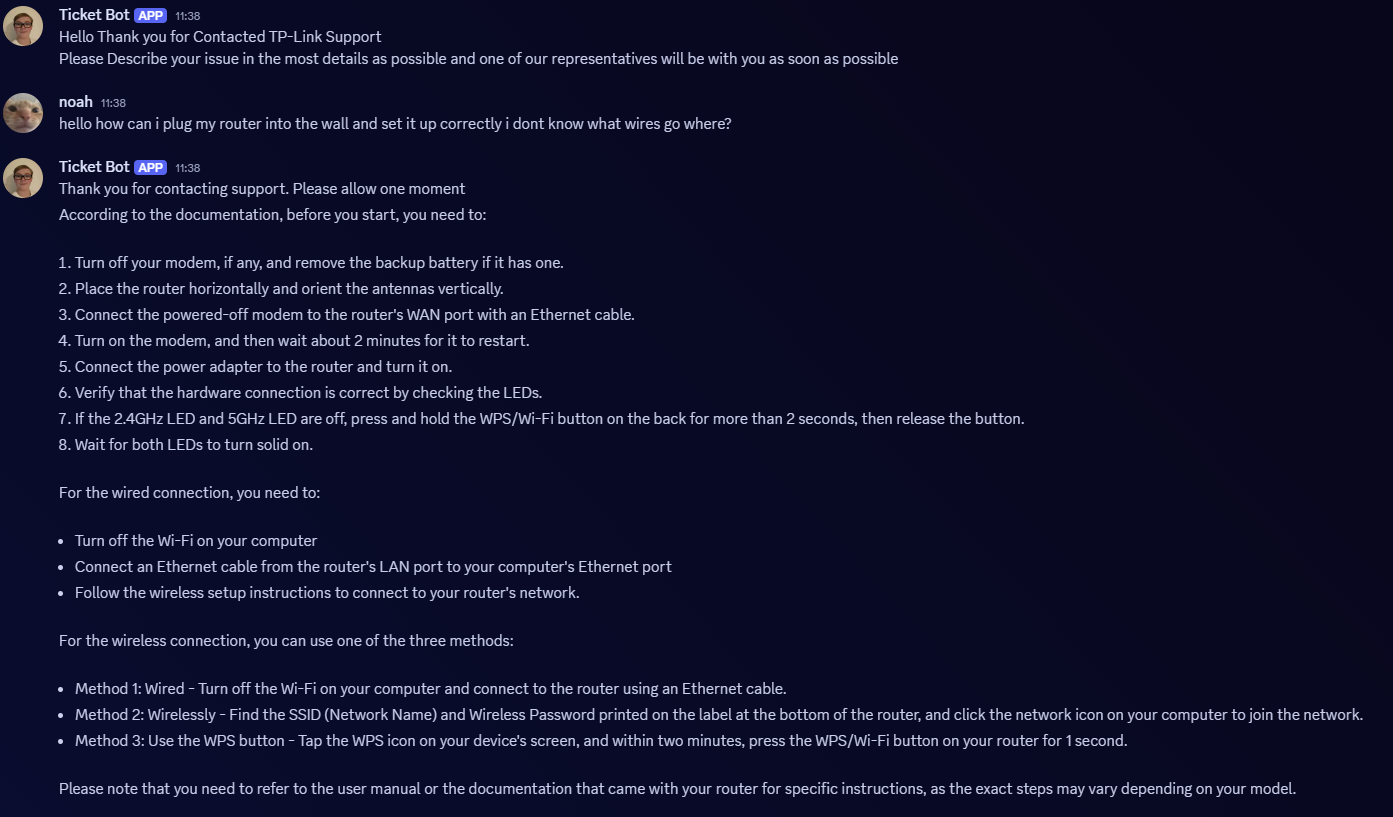 Ticket Bot APP 11:38
Hello Thank you for Contacted TP-Link Support
Please Describe your issue in the most details as possible and one of our representatives will be with you as soon as possible
noah 11:38
hello how can i plug my router into the wall and set it up correctly i dont know what wires go where?
Ticket Bot APP 11:38
Thank you for contacting support. Please allow one moment
According to the documentation, before you start, you need to:
1. Turn off your modem, if any, and remove the backup battery if it has one.
2. Place the router horizontally and orient the antennas vertically.
3. Connect the powered-off modem to the router's WAN port with an Ethernet cable.
4. Turn on the modem, and then wait about 2 minutes for it to restart.
5. Connect the power adapter to the router and turn it on.
6. Verify that the hardware connection is correct by checking the LEDs.
7. If the 2.4GHz LED and 5GHz LED are off, press and hold the WPS/Wi-Fi button on the back for more than 2 seconds, then release the button.
8. Wait for both LEDs to turn solid on.
For the wired connection, you need to:
• Turn off the Wi-Fi on your computer
• Connect an Ethernet cable from the router's LAN port to your computer's Ethernet port
• Follow the wireless setup instructions to connect to your router's network.
For the wireless connection, you can use one of the three methods:
• Method 1: Wired - Turn off the Wi-Fi on your computer and connect to the router using an Ethernet cable.
• Method 2: Wirelessly - Find the SSID (Network Name) and Wireless Password printed on the label at the bottom of the router, and click the network icon on your computer to join the network.
• Method 3: Use the WPS button - Tap the WPS icon on your device's screen, and within two minutes, press the WPS/Wi-Fi button on your router for 1 second.
Please note that you need to refer to the user manual or the documentation that came with your router for specific instructions, as the exact steps may vary depending on your model.